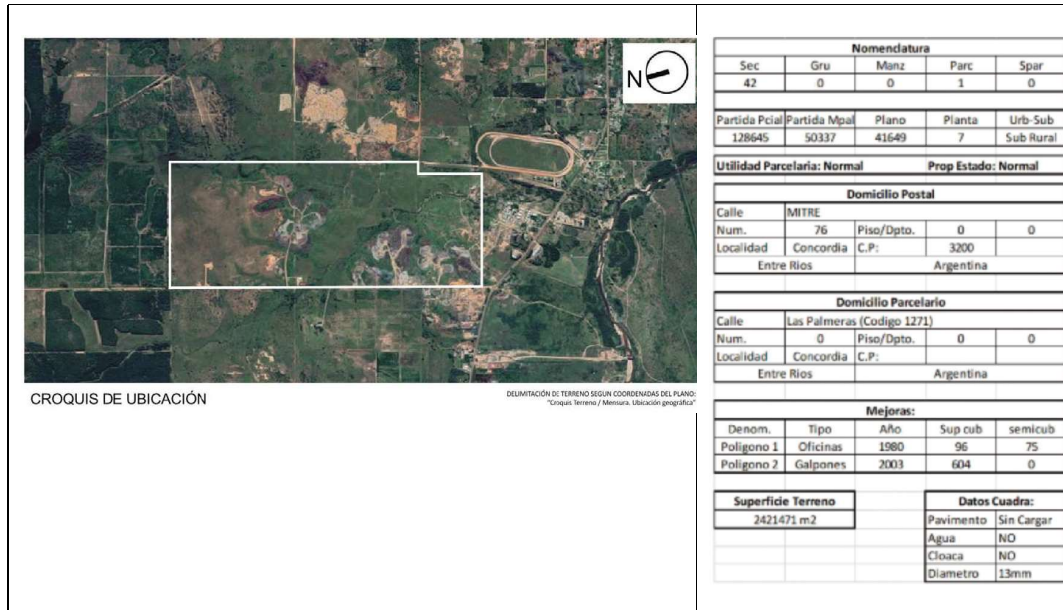 N
CROQUIS DE UBICACIÓN
DELIMITACIÓN DE TERRENO SEGUN COORDENADAS DEL PLANO:
"Croquis Terreno / Mensura. Ubicación geográfica"
Nomenclatura
Sec Gru Manz Parc Spar
42 0 0 1 0
Partida Pcial Partida Mpal Plano Planta Urb-Sub
128645 50337 41649 7 Sub Rural
Utilidad Parcelaria: Normal Prop Estado: Normal
Domicilio Postal
Calle MITRE
Num. 76 Piso/Dpto. 0 0
Localidad Concordia C.P: 3200
Entre Rios Argentina
Domicilio Parcelario
Calle Las Palmeras (Codigo 1271)
Num. 0 Piso/Dpto. 0 0
Localidad Concordia C.P:
Entre Rios Argentina
Mejoras:
Denom. Tipo Año Sup cub semicub
Poligono 1 Oficinas 1980 96 75
Poligono 2 Galpones 2003 604 0
Superficie Terreno Datos Cuadra:
2421471 m2 Pavimento Sin Cargar
Agua NO
Cloaca NO
Diametro 13mm